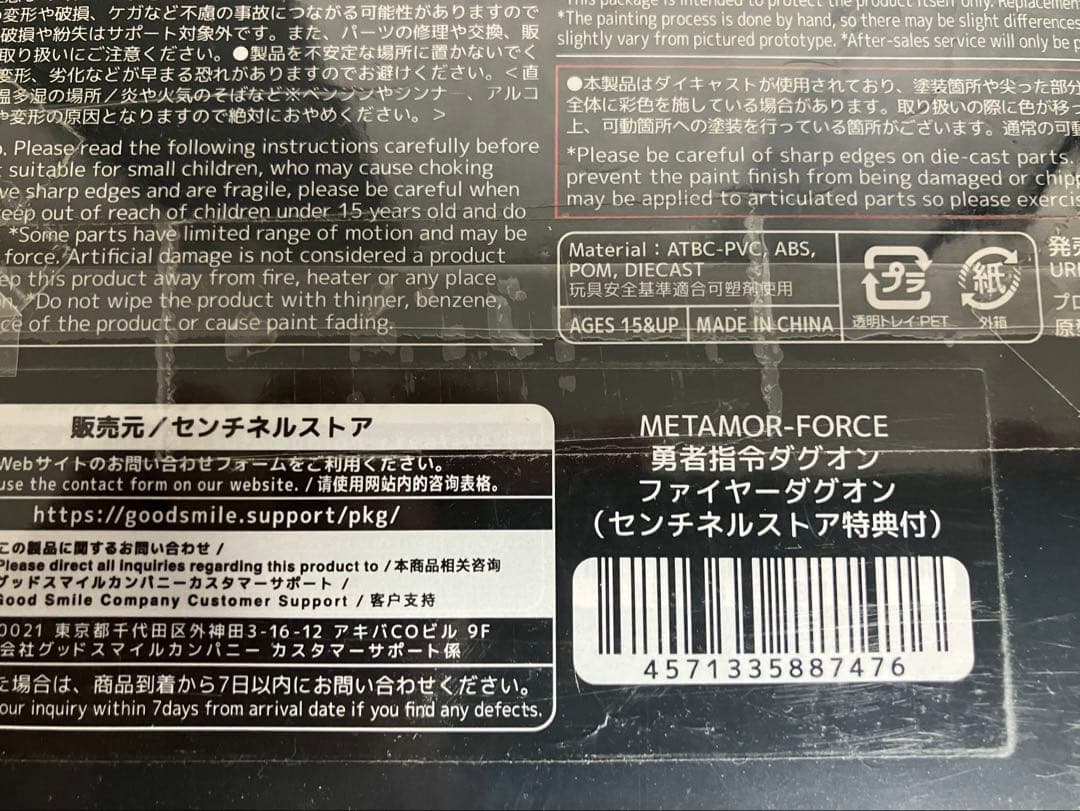 変形や破損、ケガなど不慮の事故につながる可能性がありますので
破損や紛失はサポート対象外です。また、パーツの修理や交換、販
取り扱いにご注意ください。●製品を不安定な場所に置かないでく
変形、劣化などが早まる恐れがありますのでお避けください。＜直
温多湿の場所／炎や火気のそばなど※ベンジンやシンナー、アルコ
や変形の原因となりますので絶対におやめください。＞
. Please read the following instructions carefully before
suitable for small children, who may cause choking
ve sharp edges and are fragile, please be careful when
keep out of reach of children under 15 years old and do
*Some parts have limited range of motion and may be
force. Artificial damage is not considered a product
ep this product away from fire, heater or any place
n. *Do not wipe the product with thinner, benzene,
ce of the product or cause paint fading.
This package is intended to protect the product itself only. Replacemen
*The painting process is done by hand, so there may be slight differences
slightly vary from pictured prototype. *After-sales service will only be p
●本製品はダイキャストが使用されており、塗装箇所や尖った部分
全体に彩色を施している場合があります。取り扱いの際に色が移っ
上、可動箇所への塗装を行っている箇所がございます。通常の可動
*Please be careful of sharp edges on die-cast parts.
prevent the paint finish from being damaged or chipp
may be applied to articulated parts so please exercis
Material : ATBC-PVC, ABS,
POM, DIECAST
玩具安全基準適合可塑剤使用
AGES 15&UP
MADE IN CHINA
プラ
透明トレイ:PET
紙
外箱
発売
URL
プロ
原型
販売元／センチネルストア
Webサイトのお問い合わせフォームをご利用ください。
use the contact form on our website. / 请使用网站内的咨询表格。
https://goodsmile.support/pkg/
この製品に関するお問い合わせ /
Please direct all inquiries regarding this product to / 本商品相关咨询
グッドスマイルカンパニーカスタマーサポート /
Good Smile Company Customer Support / 客户支持
0021 東京都千代田区外神田3-16-12 アキバCOビル 9F
会社グッドスマイルカンパニー カスタマーサポート係
た場合は、商品到着から7日以内にお問い合わせください。
our inquiry within 7days from arrival date if you find any defects.
METAMOR-FORCE
勇者指令ダグオン
ファイヤーダグオン
（センチネルストア特典付）
4571335887476